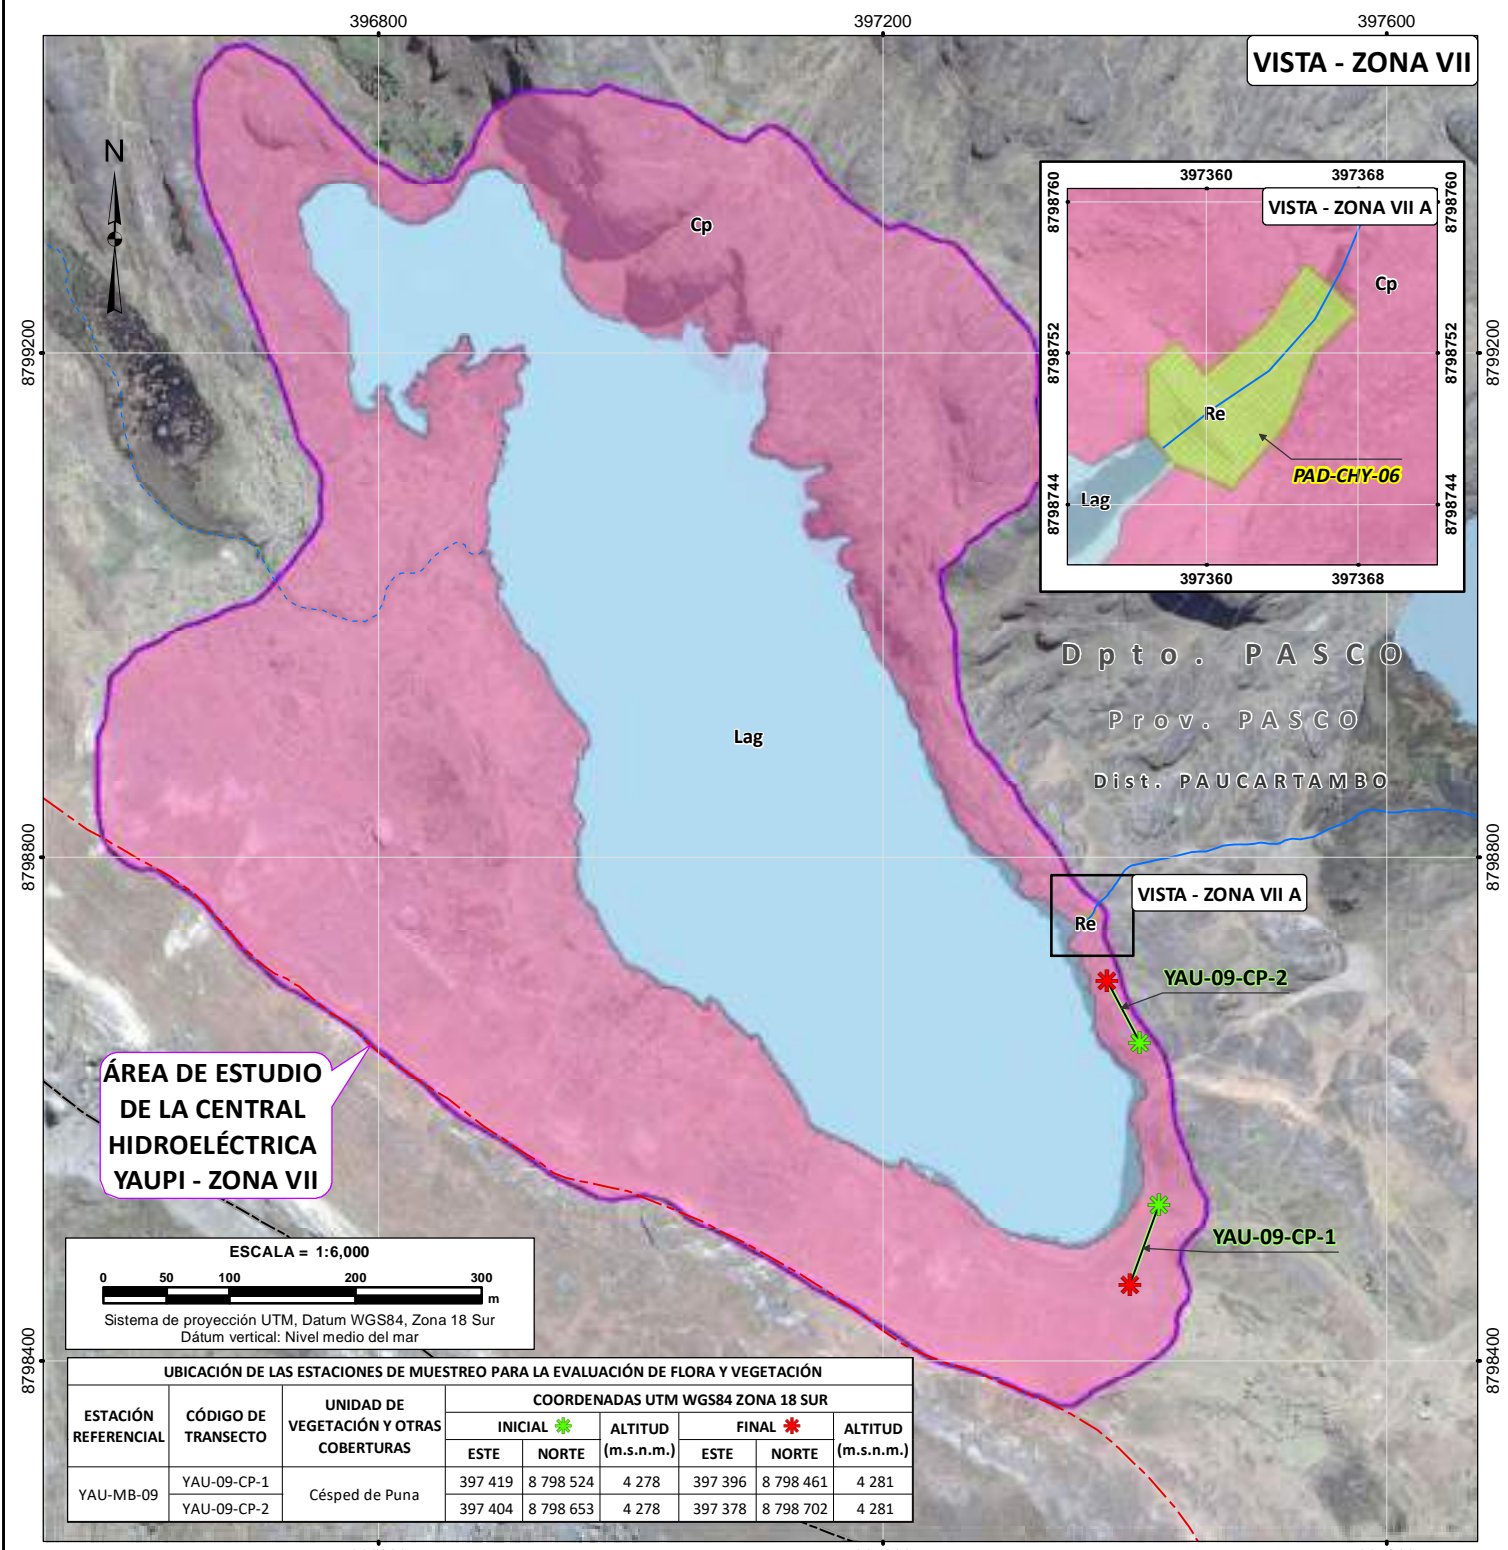 396800
397200
397600
VISTA - ZONA VII
N
397360
397368
8798760
8798760
VISTA - ZONA VII A
Cp
Cp
8799200
8798752
8798752
8799200
Re
PAD-CHY-06
8798744
Lag
8798744
397360
397368
Dpto. PASCO
Prov. PASCO
Lag
Dist. PAUCARTAMBO
8798800
8798800
VISTA - ZONA VII A
Re
YAU-09-CP-2
ÁREA DE ESTUDIO
DE LA CENTRAL
HIDROELÉCTRICA
YAUPI - ZONA VII
YAU-09-CP-1
ESCALA = 1:6,000
0 50 100 200 300
m
Sistema de proyección UTM, Datum WGS84, Zona 18 Sur
Dátum vertical: Nivel medio del mar
8798400
8798400
UBICACIÓN DE LAS ESTACIONES DE MUESTREO PARA LA EVALUACIÓN DE FLORA Y VEGETACIÓN
ESTACIÓN REFERENCIAL
CÓDIGO DE TRANSECTO
UNIDAD DE VEGETACIÓN Y OTRAS COBERTURAS
COORDENADAS UTM WGS84 ZONA 18 SUR
INICIAL ALTITUD (m.s.n.m.) FINAL ALTITUD (m.s.n.m.)
ESTE NORTE ESTE NORTE
YAU-MB-09
YAU-09-CP-1 Césped de Puna 397 419 8 798 524 4 278 397 396 8 798 461 4 281
YAU-09-CP-2 397 404 8 798 653 4 278 397 378 8 798 702 4 281